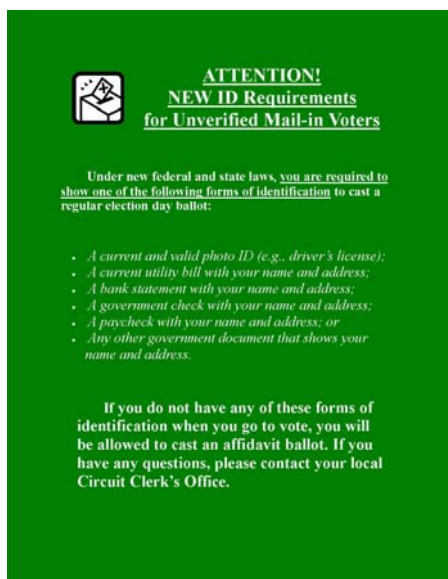 ATTENTION!
NEW ID Requirements
for Unverified Mail-in Voters
Under new federal and state laws, you are required to
show one of the following forms of identification to cast a
regular election day ballot:
• A current and valid photo ID (e.g., driver's license);
• A current utility bill with your name and address;
• A bank statement with your name and address;
• A government check with your name and address;
• A paycheck with your name and address; or
• Any other government document that shows your
name and address.
If you do not have any of these forms of
identification when you go to vote, you will
be allowed to cast an affidavit ballot. If you
have any questions, please contact your local
Circuit Clerk's Office.